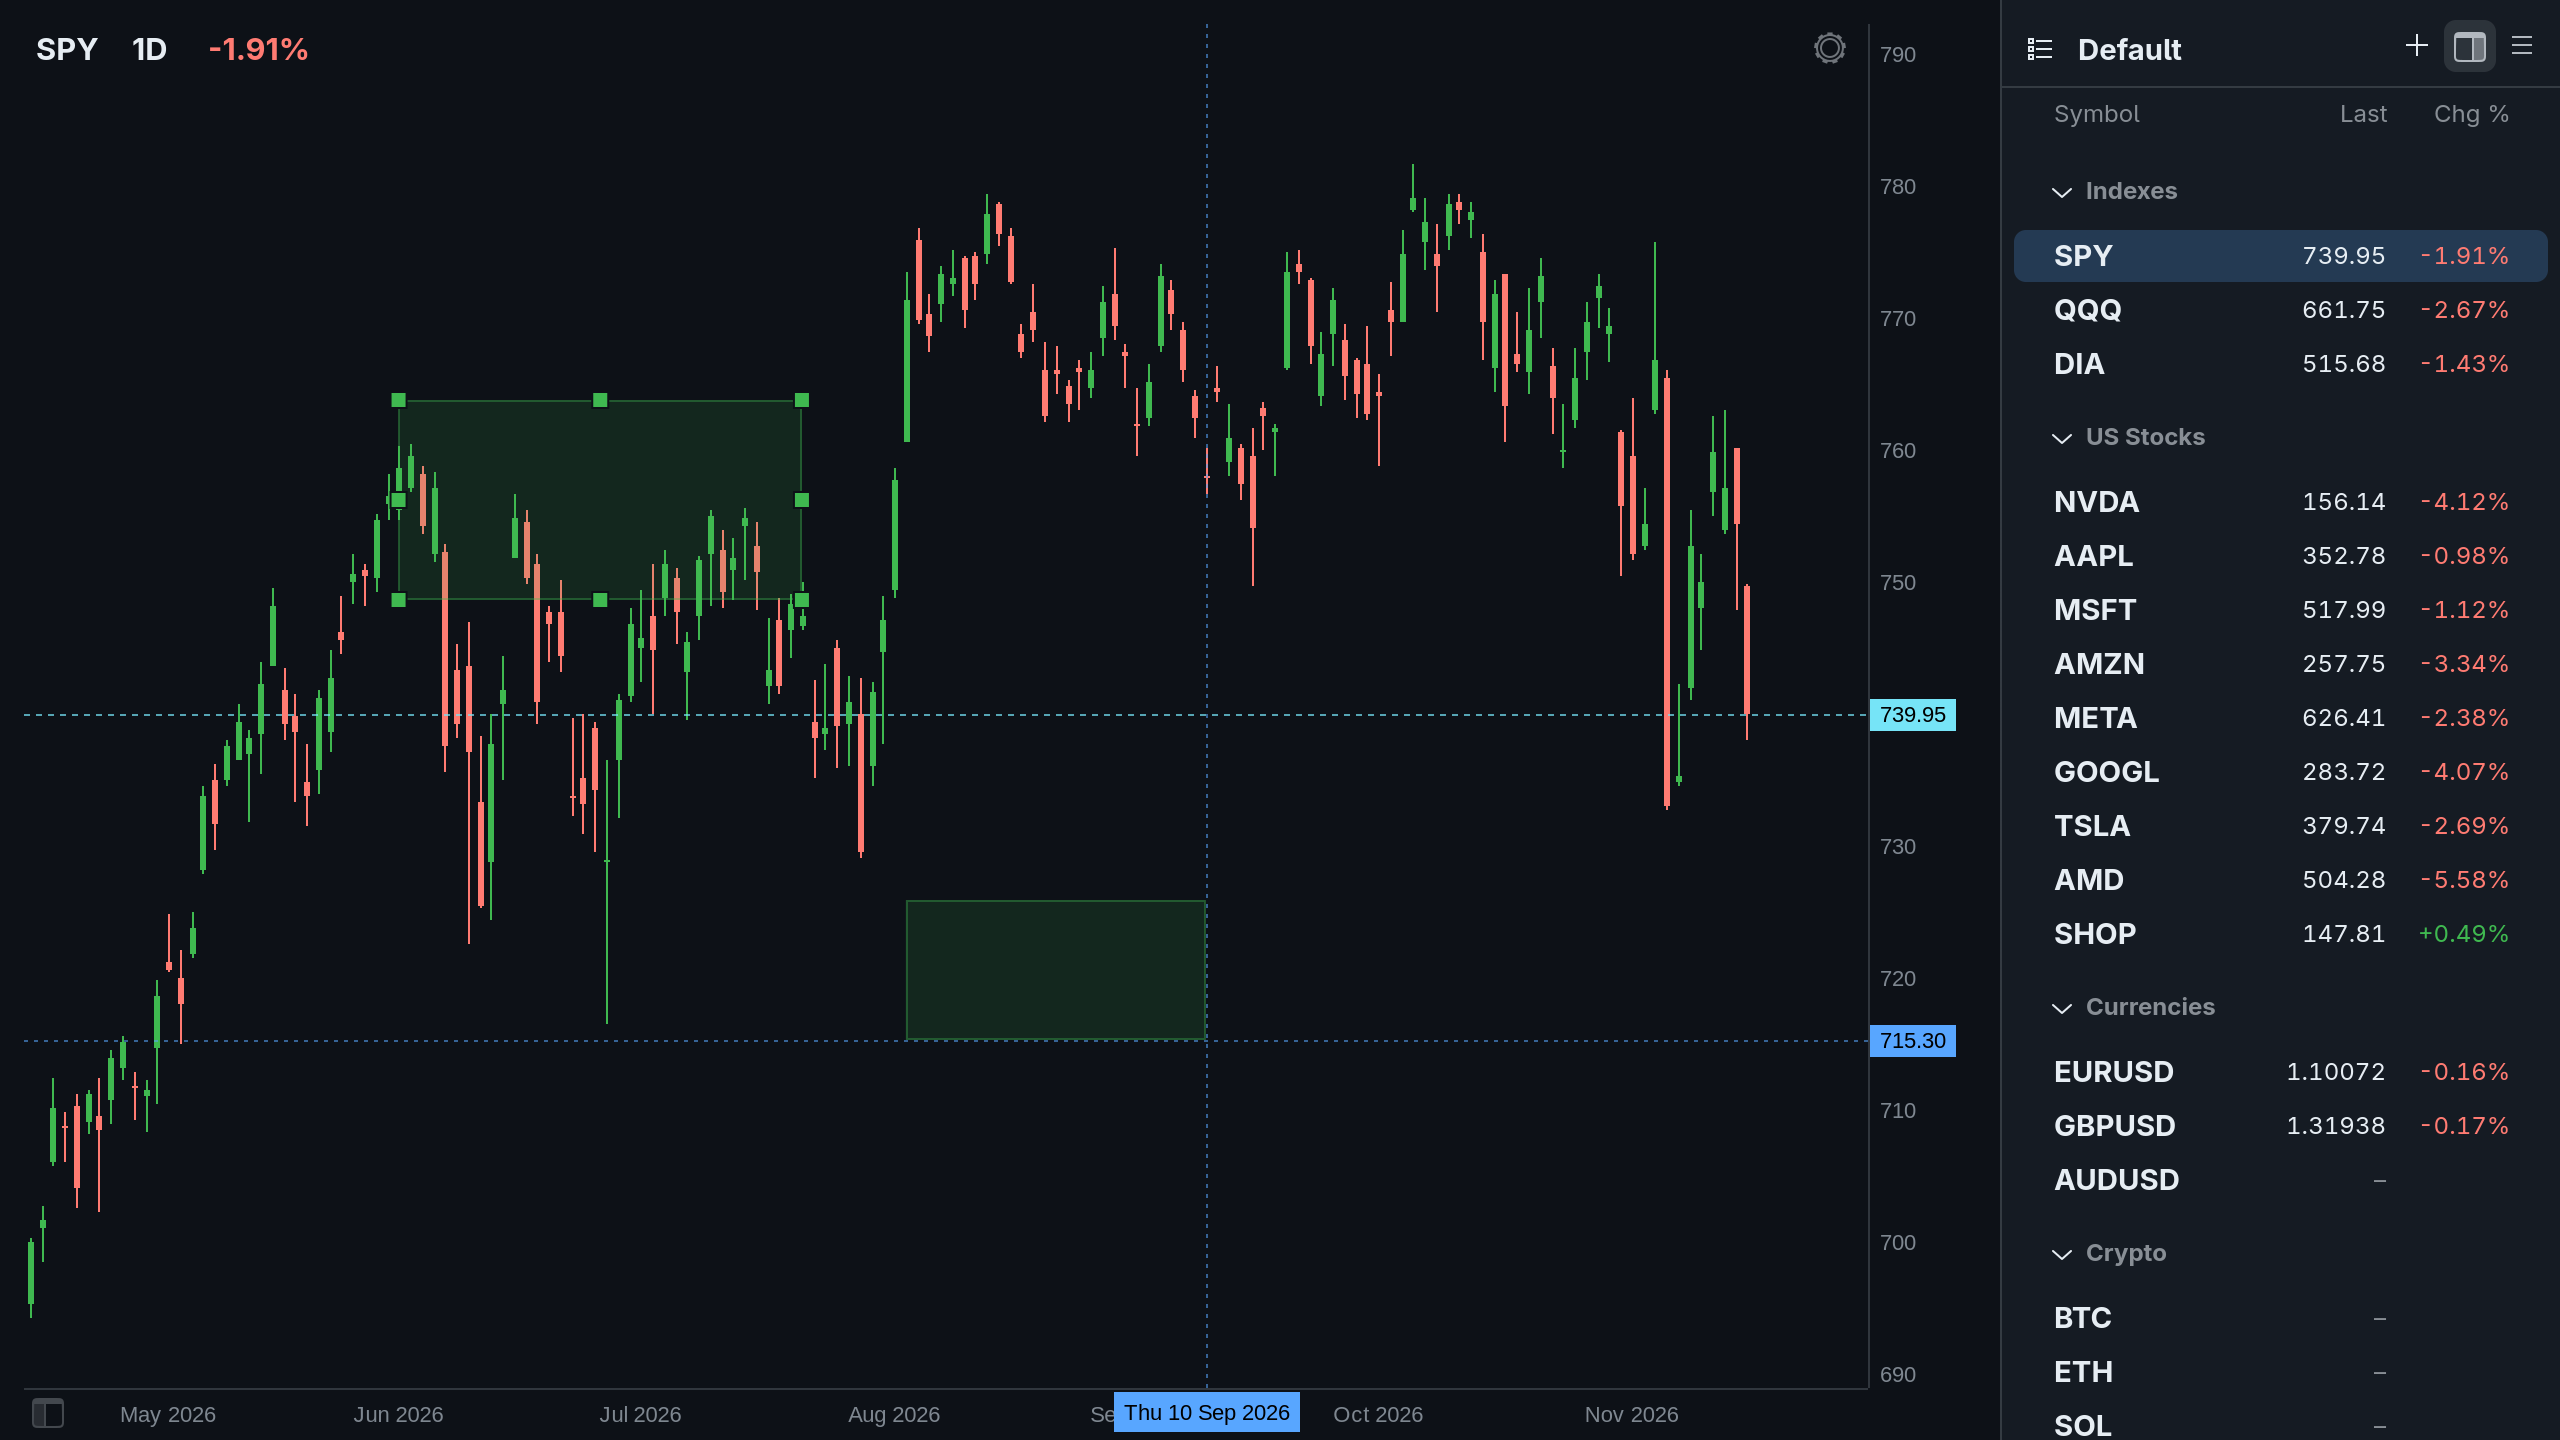 SPY 1D -1.91%
790
780
770
760
750
739.95
730
720
715.30
710
700
690
May 2026 Jun 2026 Jul 2026 Aug 2026 Se Thu 10 Sep 2026 Oct 2026 Nov 2026
Default
Symbol Last Chg %
Indexes
SPY 739.95 -1.91%
QQQ 661.75 -2.67%
DIA 515.68 -1.43%
US Stocks
NVDA 156.14 -4.12%
AAPL 352.78 -0.98%
MSFT 517.99 -1.12%
AMZN 257.75 -3.34%
META 626.41 -2.38%
GOOGL 283.72 -4.07%
TSLA 379.74 -2.69%
AMD 504.28 -5.58%
SHOP 147.81 +0.49%
Currencies
EURUSD 1.10072 -0.16%
GBPUSD 1.31938 -0.17%
AUDUSD –
Crypto
BTC –
ETH –
SOL –